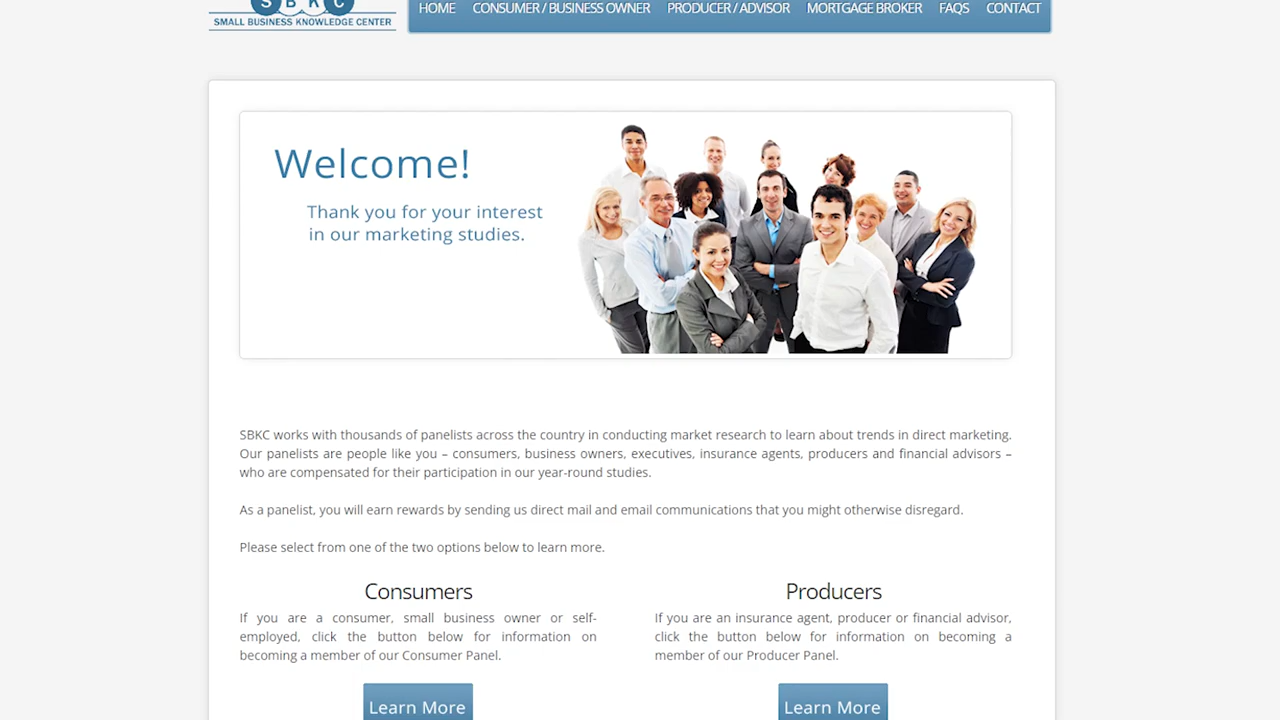 S B K C
SMALL BUSINESS KNOWLEDGE CENTER
HOME CONSUMER / BUSINESS OWNER PRODUCER / ADVISOR MORTGAGE BROKER FAQS CONTACT
Welcome!
Thank you for your interest
in our marketing studies.
SBKC works with thousands of panelists across the country in conducting market research to learn about trends in direct marketing.
Our panelists are people like you – consumers, business owners, executives, insurance agents, producers and financial advisors –
who are compensated for their participation in our year-round studies.
As a panelist, you will earn rewards by sending us direct mail and email communications that you might otherwise disregard.
Please select from one of the two options below to learn more.
Consumers
If you are a consumer, small business owner or self-
employed, click the button below for information on
becoming a member of our Consumer Panel.
Learn More
Producers
If you are an insurance agent, producer or financial advisor,
click the button below for information on becoming a
member of our Producer Panel.
Learn More